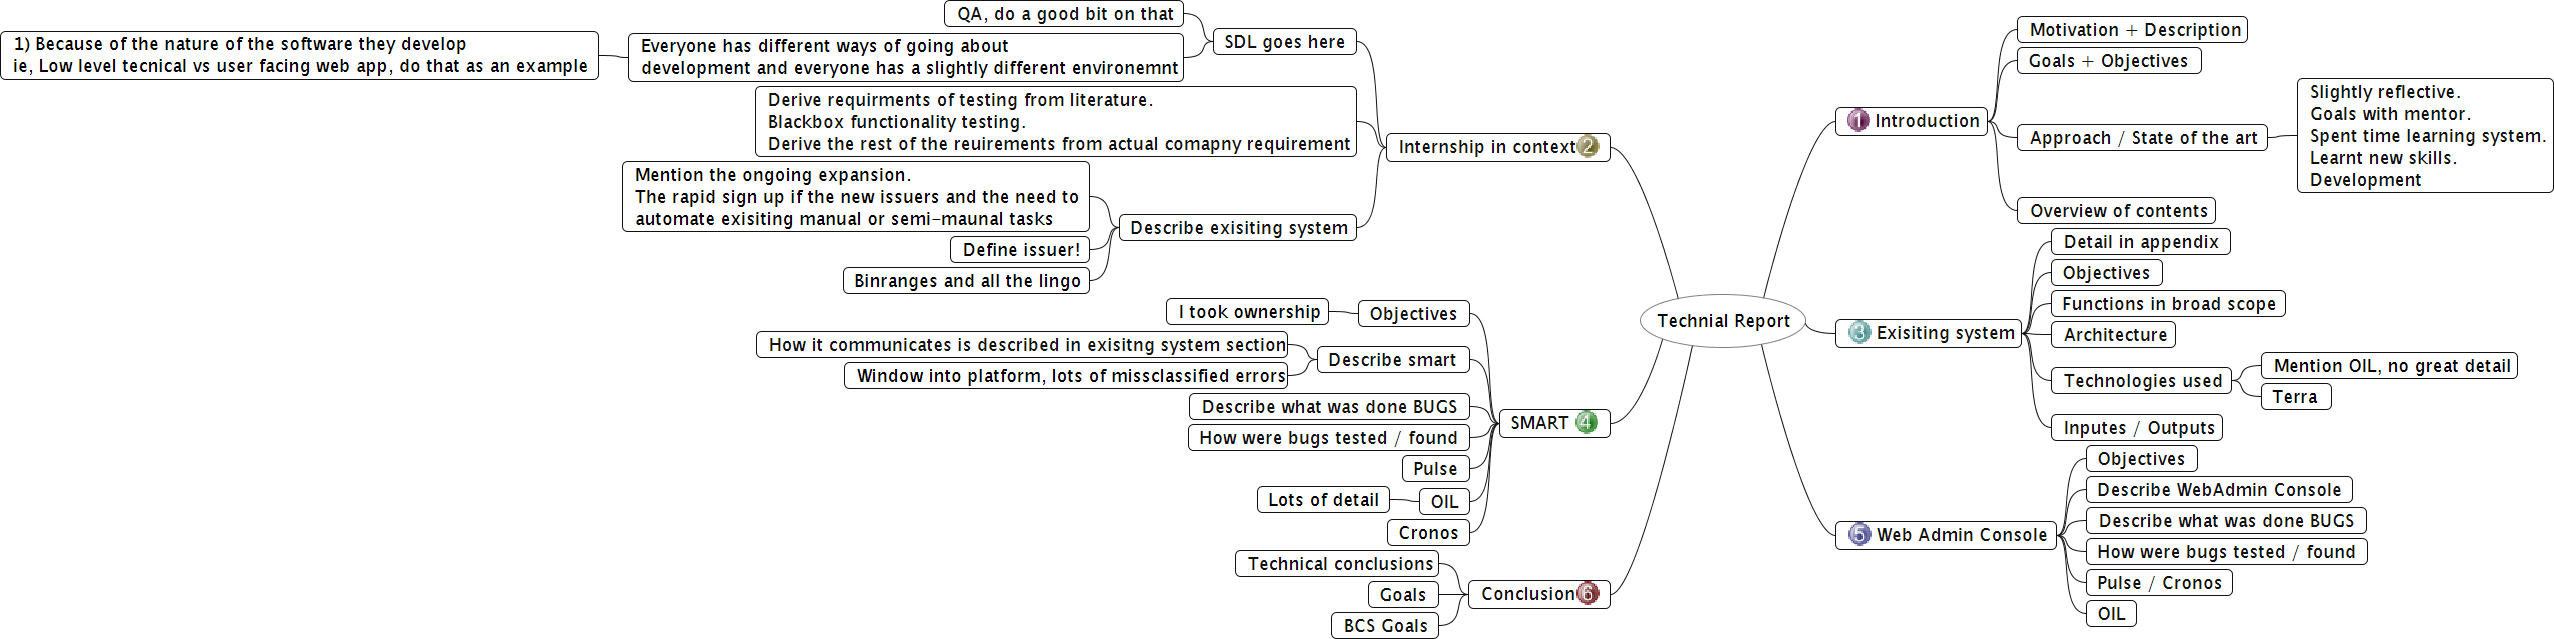 Technial Report
1 Introduction
Motivation + Description
Goals + Objectives
Approach / State of the art
Slightly reflective.
Goals with mentor.
Spent time learning system.
Learnt new skills.
Development
Overview of contents
Internship in context 2
SDL goes here
QA, do a good bit on that
Everyone has different ways of going about
development and everyone has a slightly different environemnt
1) Because of the nature of the software they develop
ie, Low level tecnical vs user facing web app, do that as an example
Derive requirments of testing from literature.
Blackbox functionality testing.
Derive the rest of the reuirements from actual comapny requirement
Describe exisiting system
Mention the ongoing expansion.
The rapid sign up if the new issuers and the need to
automate exisiting manual or semi-maunal tasks
Define issuer!
Binranges and all the lingo
3 Exisiting system
Detail in appendix
Objectives
Functions in broad scope
Architecture
Technologies used
Mention OIL, no great detail
Terra
Inputes / Outputs
SMART 4
Objectives
I took ownership
Describe smart
How it communicates is described in exisitng system section
Window into platform, lots of missclassified errors
Describe what was done BUGS
How were bugs tested / found
Pulse
OIL
Lots of detail
Cronos
5 Web Admin Console
Objectives
Describe WebAdmin Console
Describe what was done BUGS
How were bugs tested / found
Pulse / Cronos
OIL
Conclusion 6
Technical conclusions
Goals
BCS Goals